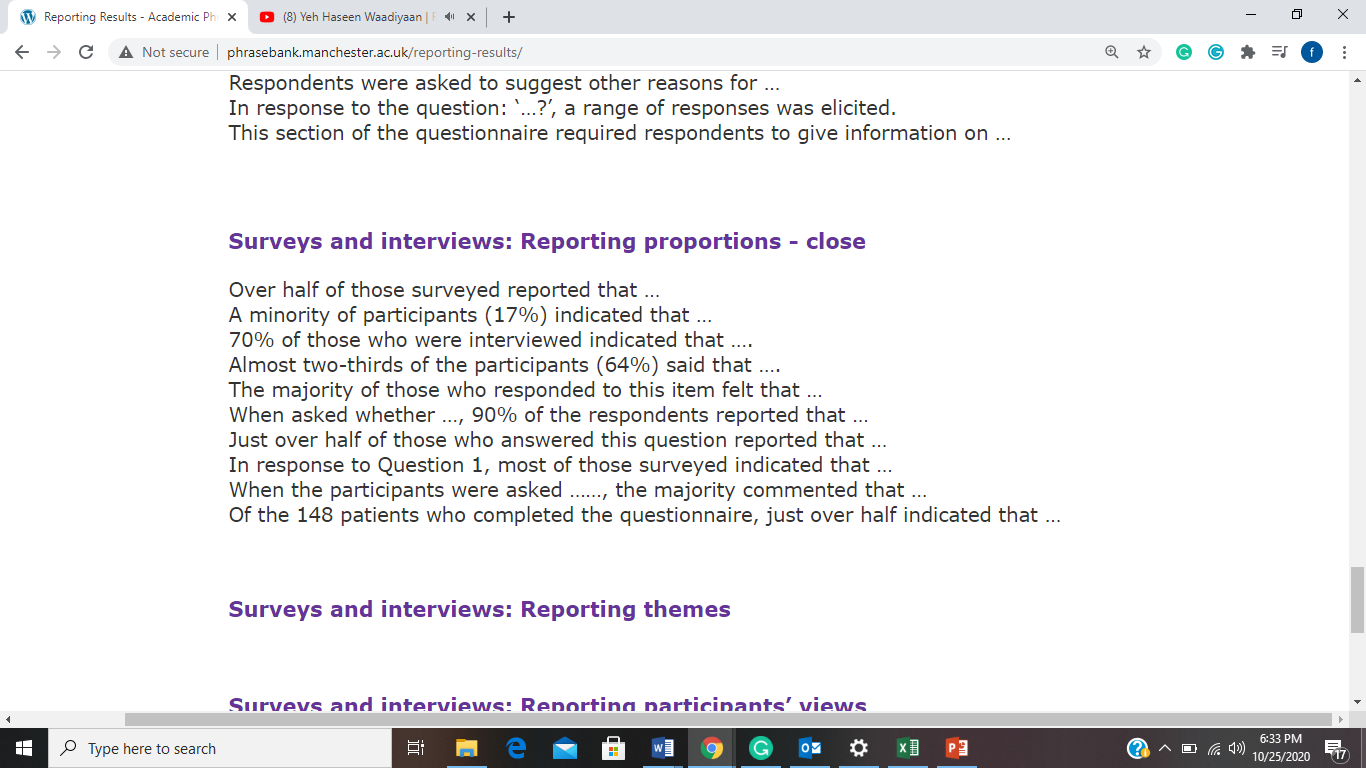 Reporting Results - Academic Ph
(8) Yeh Haseen Waadiyaan |
Not secure
phrasebank.manchester.ac.uk/reporting-results/
f
Respondents were asked to suggest other reasons for …
In response to the question: ‘…?’, a range of responses was elicited.
This section of the questionnaire required respondents to give information on …
Surveys and interviews: Reporting proportions - close
Over half of those surveyed reported that …
A minority of participants (17%) indicated that …
70% of those who were interviewed indicated that ….
Almost two-thirds of the participants (64%) said that ….
The majority of those who responded to this item felt that …
When asked whether …, 90% of the respondents reported that …
Just over half of those who answered this question reported that …
In response to Question 1, most of those surveyed indicated that …
When the participants were asked ……, the majority commented that …
Of the 148 patients who completed the questionnaire, just over half indicated that …
Surveys and interviews: Reporting themes
Surveys and interviews: Reporting participants’ views
Type here to search
6:33 PM
10/25/2020
17